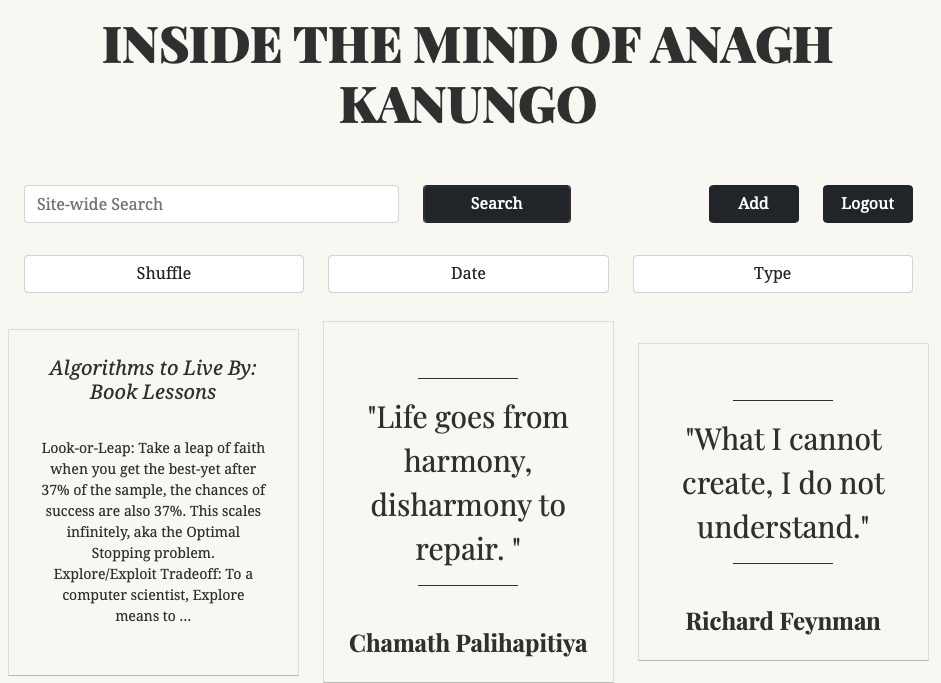 INSIDE THE MIND OF ANAGH
KANUNGO
Site-wide Search
Search
Add
Logout
Shuffle
Date
Type
Algorithms to Live By:
Book Lessons
Look-or-Leap: Take a leap of faith
when you get the best-yet after
37% of the sample, the chances of
success are also 37%. This scales
infinitely, aka the Optimal
Stopping problem.
Explore/Exploit Tradeoff: To a
computer scientist, Explore
means to ...
"Life goes from
harmony,
disharmony to
repair. "
Chamath Palihapitiya
"What I cannot
create, I do not
understand."
Richard Feynman